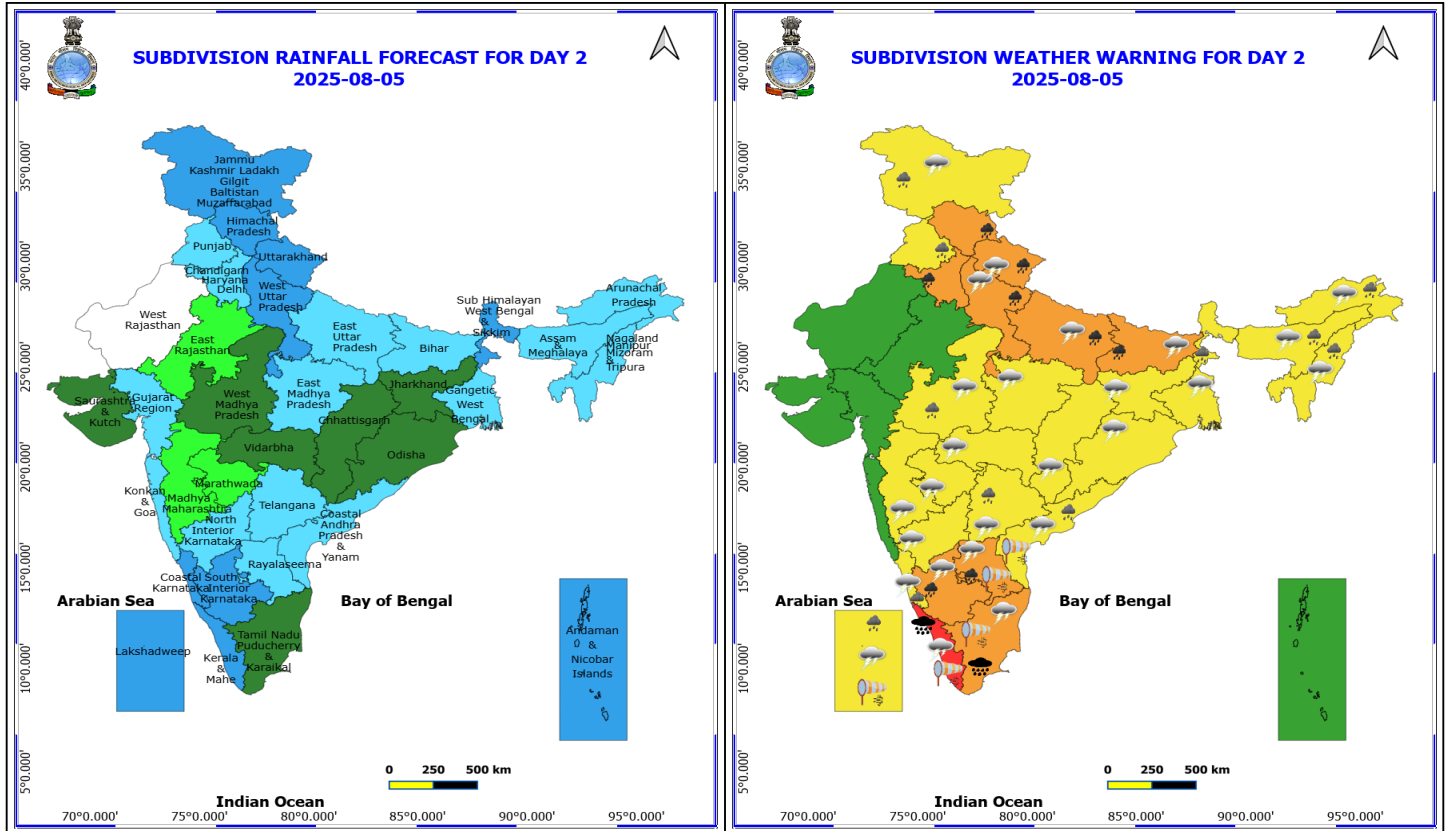 SUBDIVISION RAINFALL FORECAST FOR DAY 2
2025-08-05
40°0.000'
35°0.000'
30°0.000'
25°0.000'
20°0.000'
15°0.000'
10°0.000'
5°0.000'
Jammu
Kashmir Ladakh
Gilgit
Baltistan
Muzaffarabad
Himachal
Pradesh
Punjab
Uttarakhand
Chandigarh
Haryana
Delhi
West
Uttar
Pradesh
West
Rajasthan
East
Rajasthan
East
Uttar
Pradesh
Bihar
Sub Himalayan
West Bengal
&
Sikkim
Arunachal
Pradesh
Assam
&
Meghalaya
Nagaland
Manipur
Mizoram
&
Tripura
Saurashtra
&
Kutch
Gujarat
Region
West
Madhya
Pradesh
East
Madhya
Pradesh
Jharkhand
Gangetic
West
Bengal
Chhattisgarh
Odisha
Vidarbha
Konkan
&
Goa
Madhya
Maharashtra
Marathwada
Telangana
North
Interior
Karnataka
Coastal
Andhra
Pradesh
&
Yanam
Rayalaseema
Coastal
Karnataka
South
Interior
Karnataka
Arabian Sea
Bay of Bengal
Lakshadweep
Kerala
&
Mahe
Tamil Nadu
Puducherry
&
Karaikal
Andaman
&
Nicobar
Islands
0 250 500 km
Indian Ocean
70°0.000' 75°0.000' 80°0.000' 85°0.000' 90°0.000' 95°0.000'
SUBDIVISION WEATHER WARNING FOR DAY 2
2025-08-05
40°0.000'
35°0.000'
30°0.000'
25°0.000'
20°0.000'
15°0.000'
10°0.000'
5°0.000'
Arabian Sea
Bay of Bengal
0 250 500 km
Indian Ocean
70°0.000' 75°0.000' 80°0.000' 85°0.000' 90°0.000' 95°0.000'